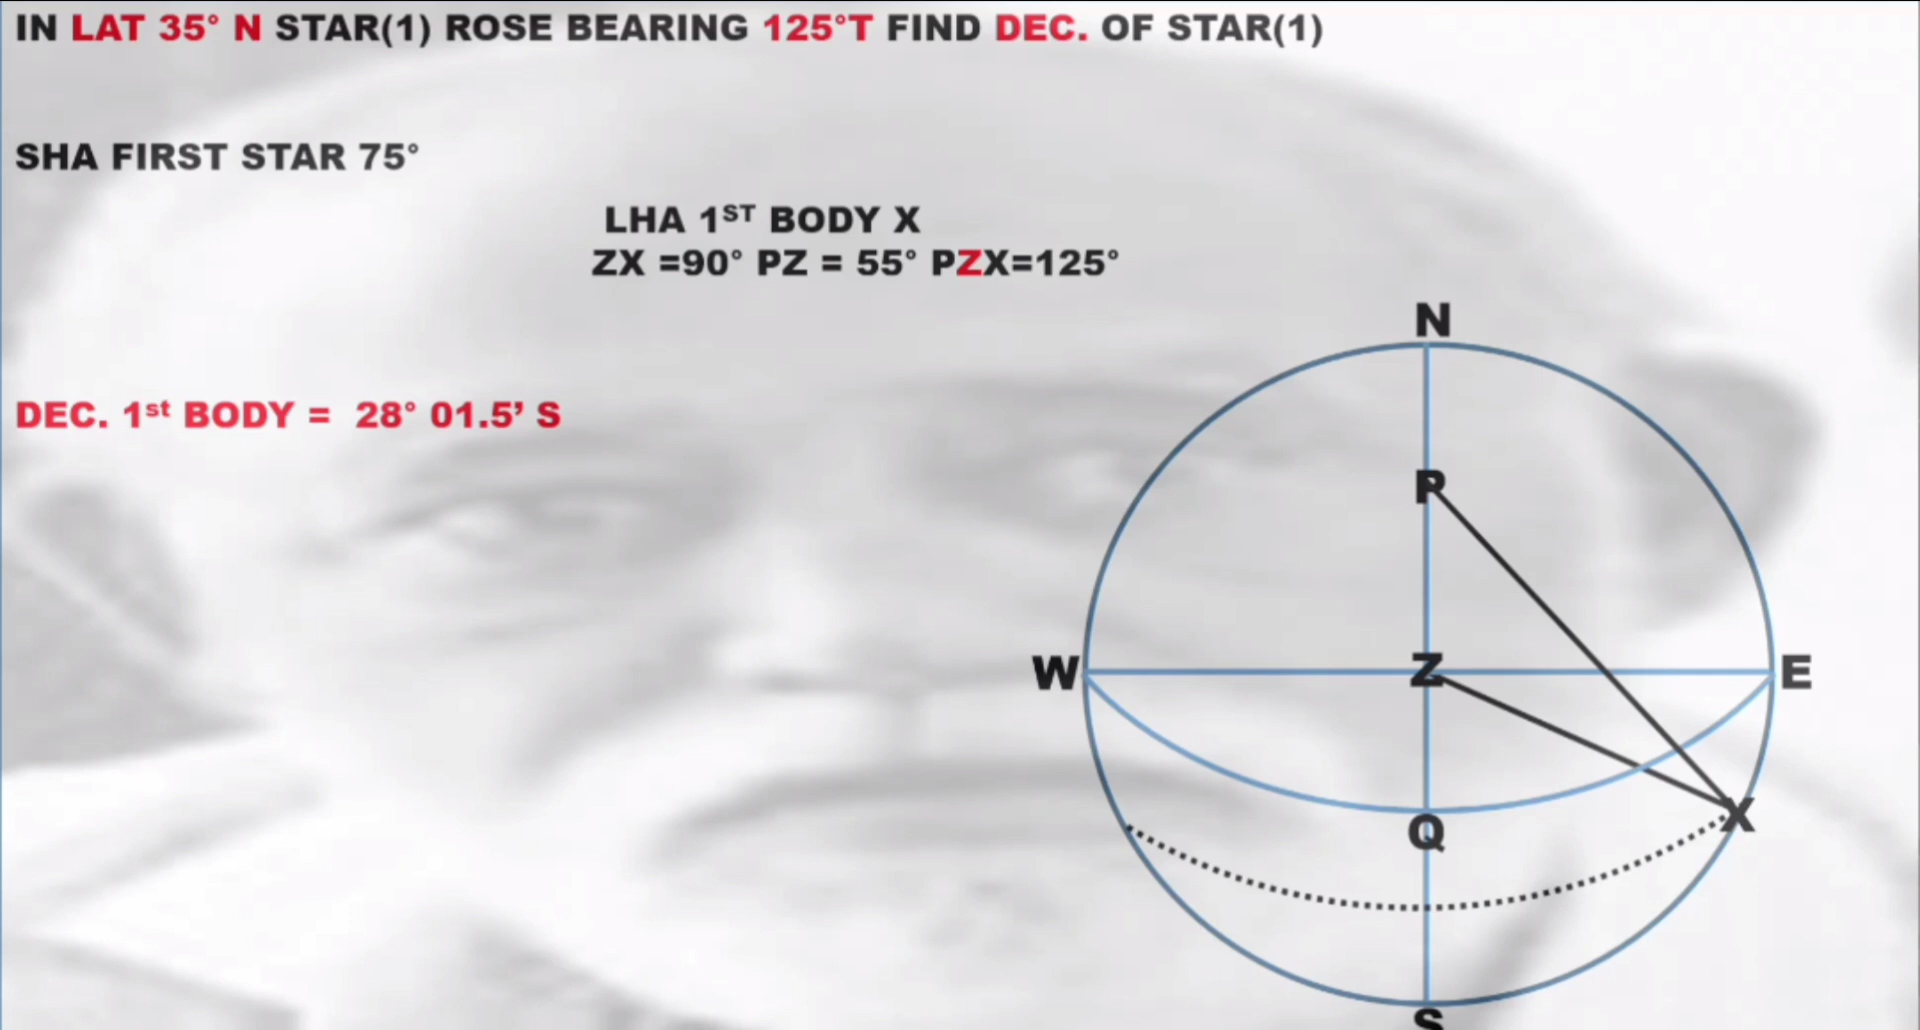 IN LAT 35° N STAR(1) ROSE BEARING 125°T FIND DEC. OF STAR(1)
SHA FIRST STAR 75°
LHA 1ST BODY X
ZX =90° PZ = 55° PZX=125°
DEC. 1st BODY = 28° 01.5’ S
N
P
W
Z
E
Q
X
S